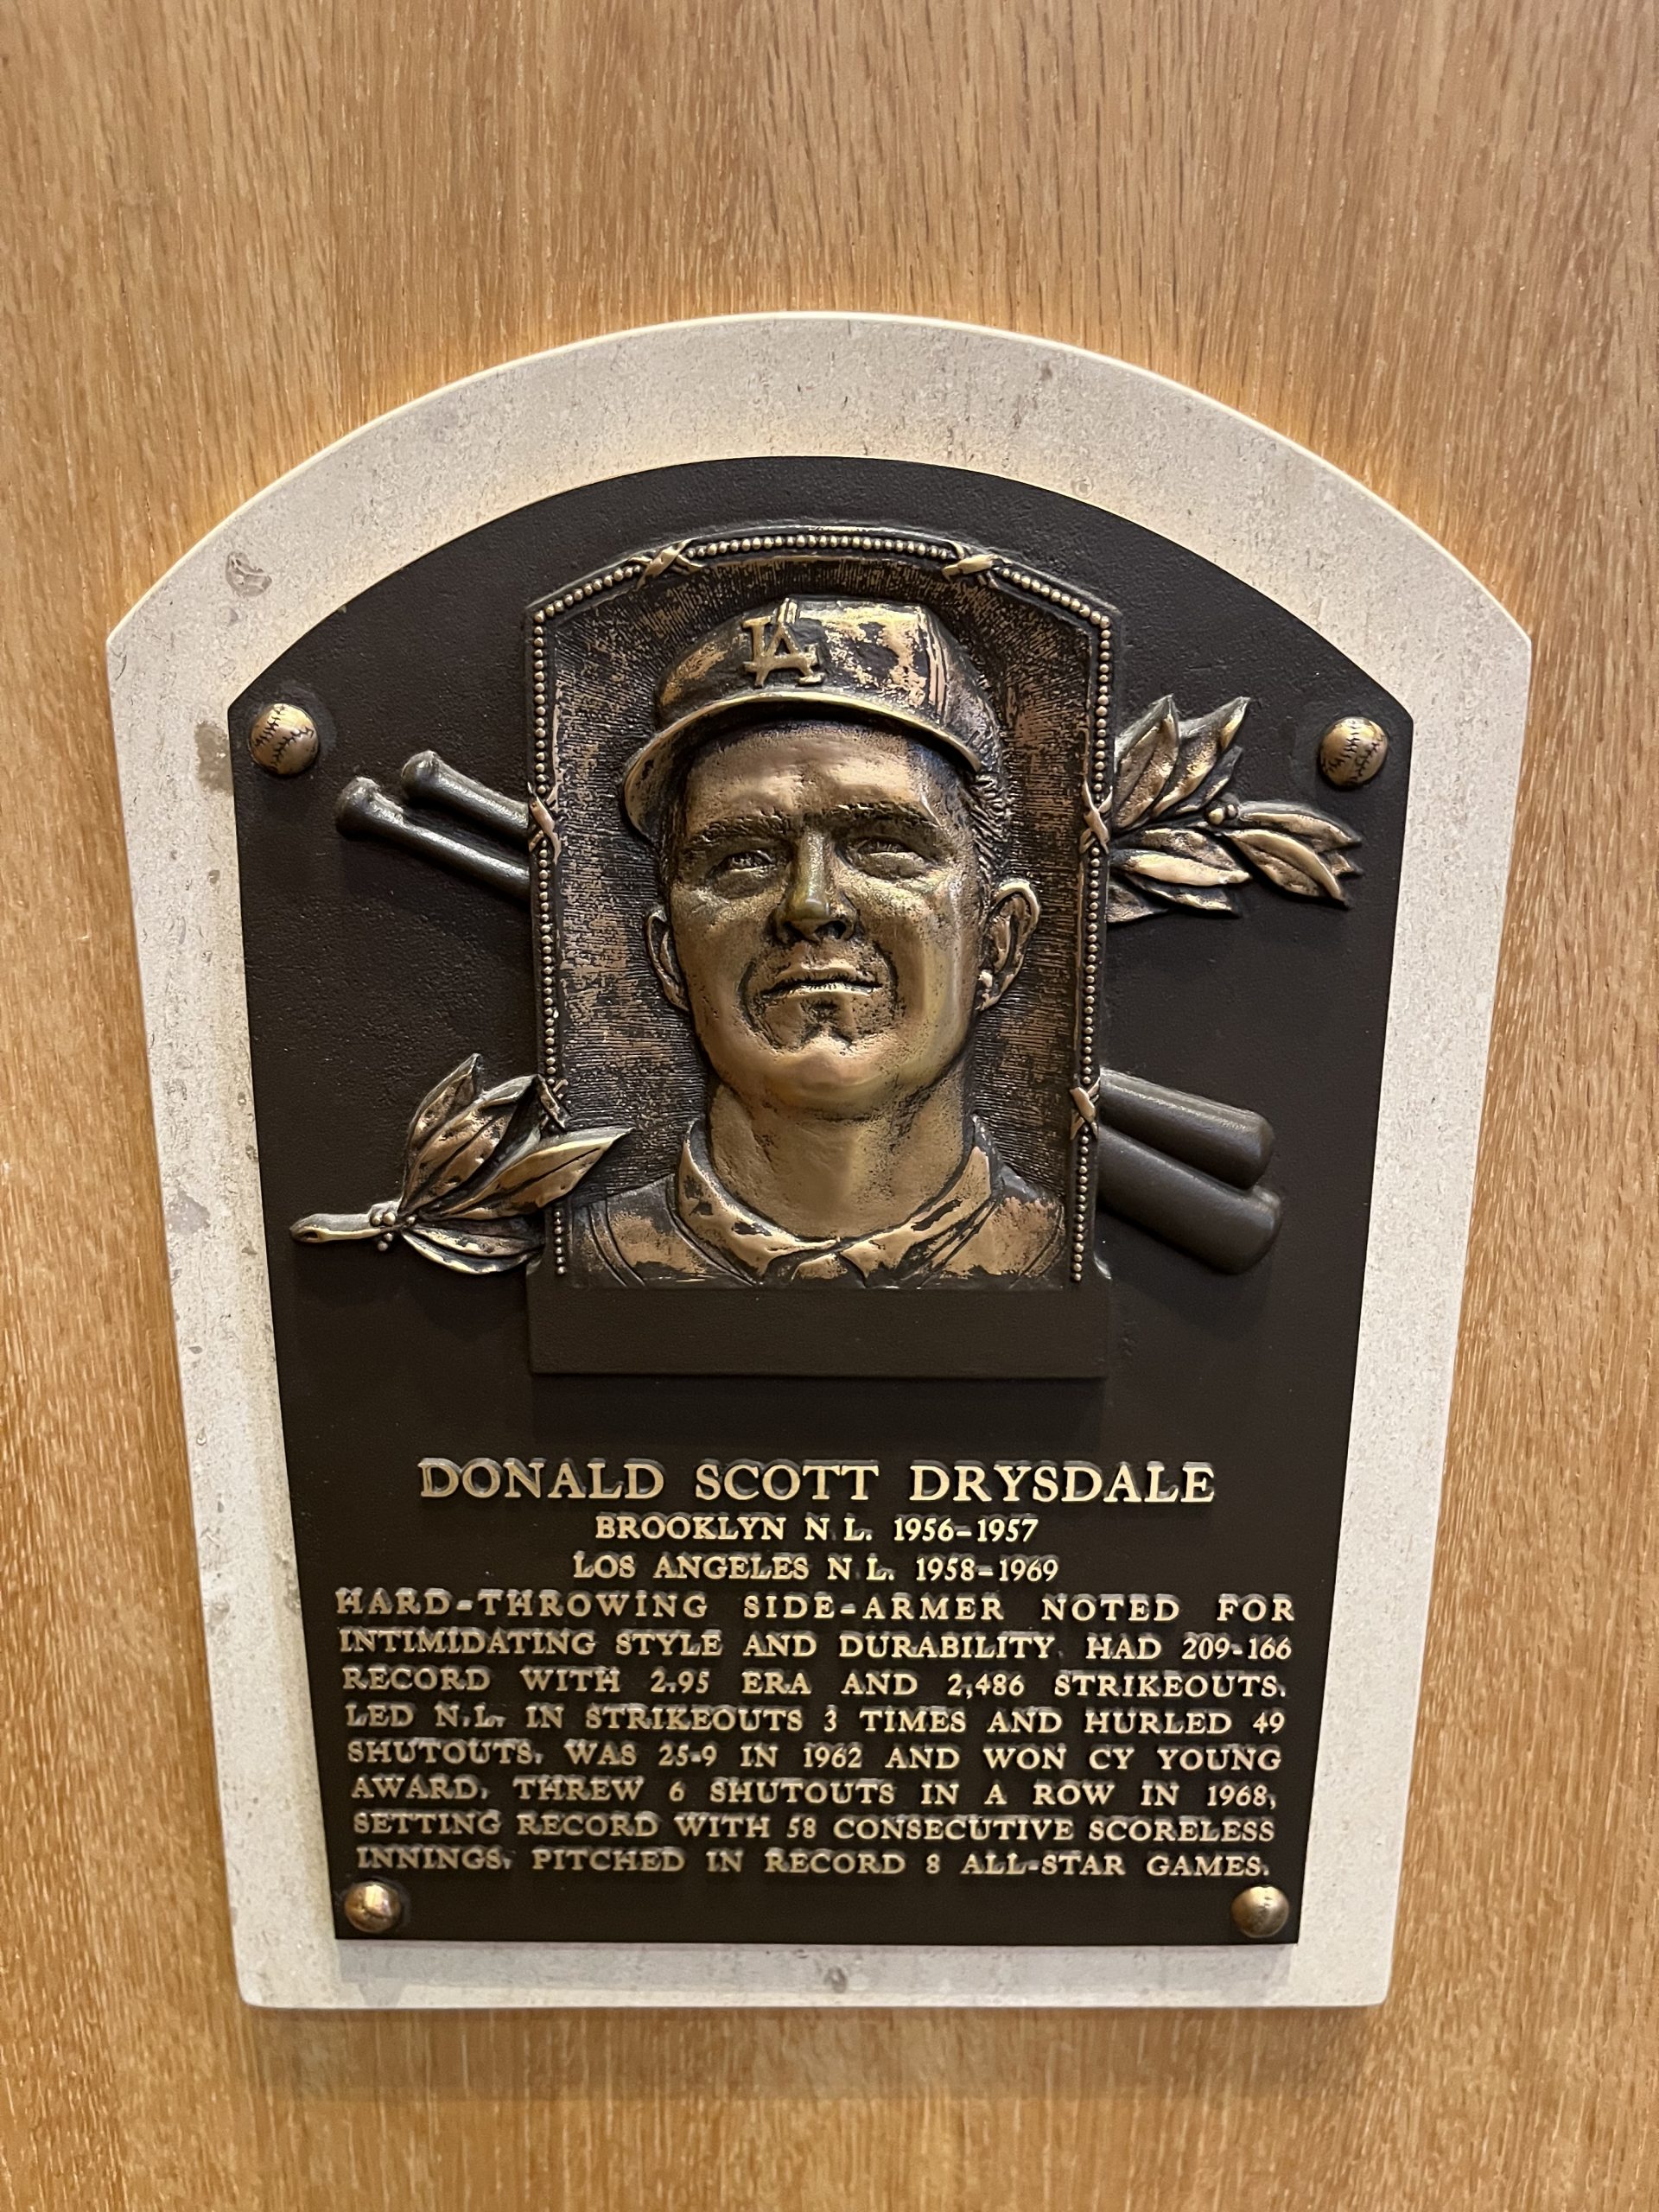 LA
DONALD SCOTT DRYSDALE
BROOKLYN N.L. 1956-1957
LOS ANGELES N.L. 1958-1969
HARD-THROWING SIDE-ARMER NOTED FOR
INTIMIDATING STYLE AND DURABILITY. HAD 209-166
RECORD WITH 2.95 ERA AND 2,486 STRIKEOUTS.
LED N.L. IN STRIKEOUTS 3 TIMES AND HURLED 49
SHUTOUTS. WAS 25-9 IN 1962 AND WON CY YOUNG
AWARD. THREW 6 SHUTOUTS IN A ROW IN 1968,
SETTING RECORD WITH 58 CONSECUTIVE SCORELESS
INNINGS. PITCHED IN RECORD 8 ALL-STAR GAMES.